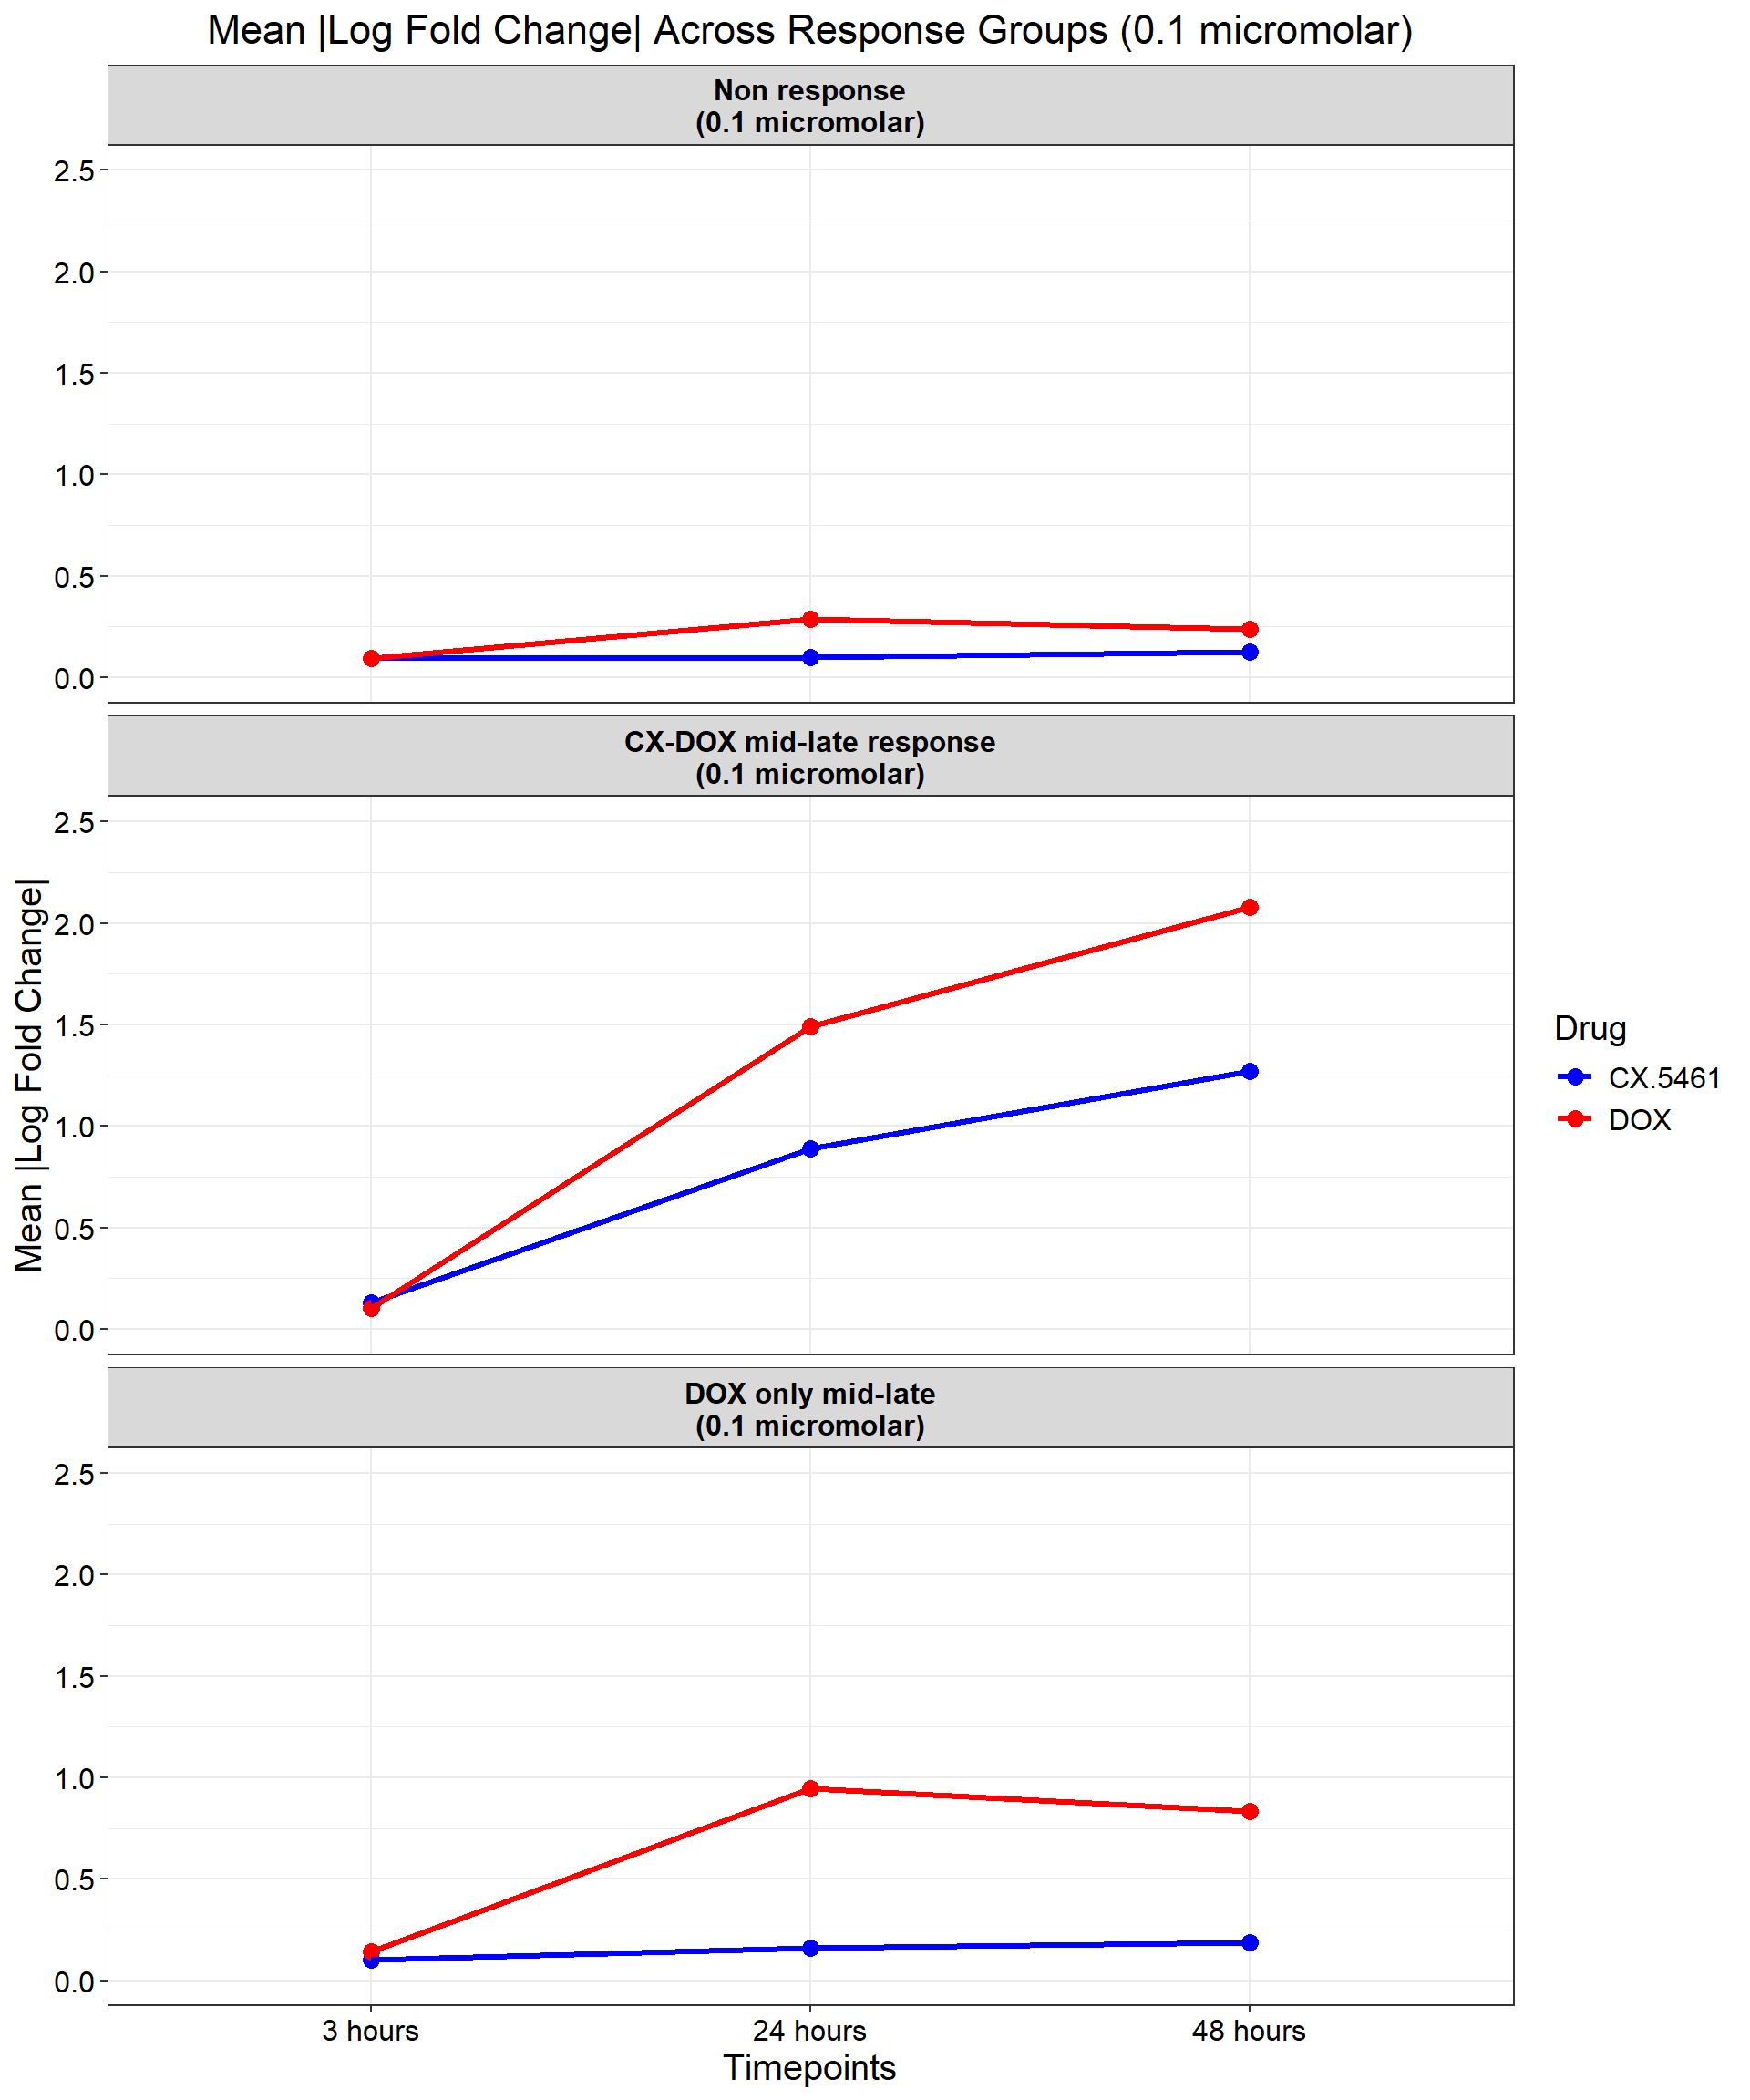 Mean |Log Fold Change| Across Response Groups (0.1 micromolar)
Non response
(0.1 micromolar)
2.5
2.0
1.5
1.0
0.5
0.0
CX-DOX mid-late response
(0.1 micromolar)
2.5
2.0
1.5
1.0
0.5
0.0
DOX only mid-late
(0.1 micromolar)
2.5
2.0
1.5
1.0
0.5
0.0
3 hours
24 hours
48 hours
Timepoints
Mean |Log Fold Change|
Drug
CX.5461
DOX